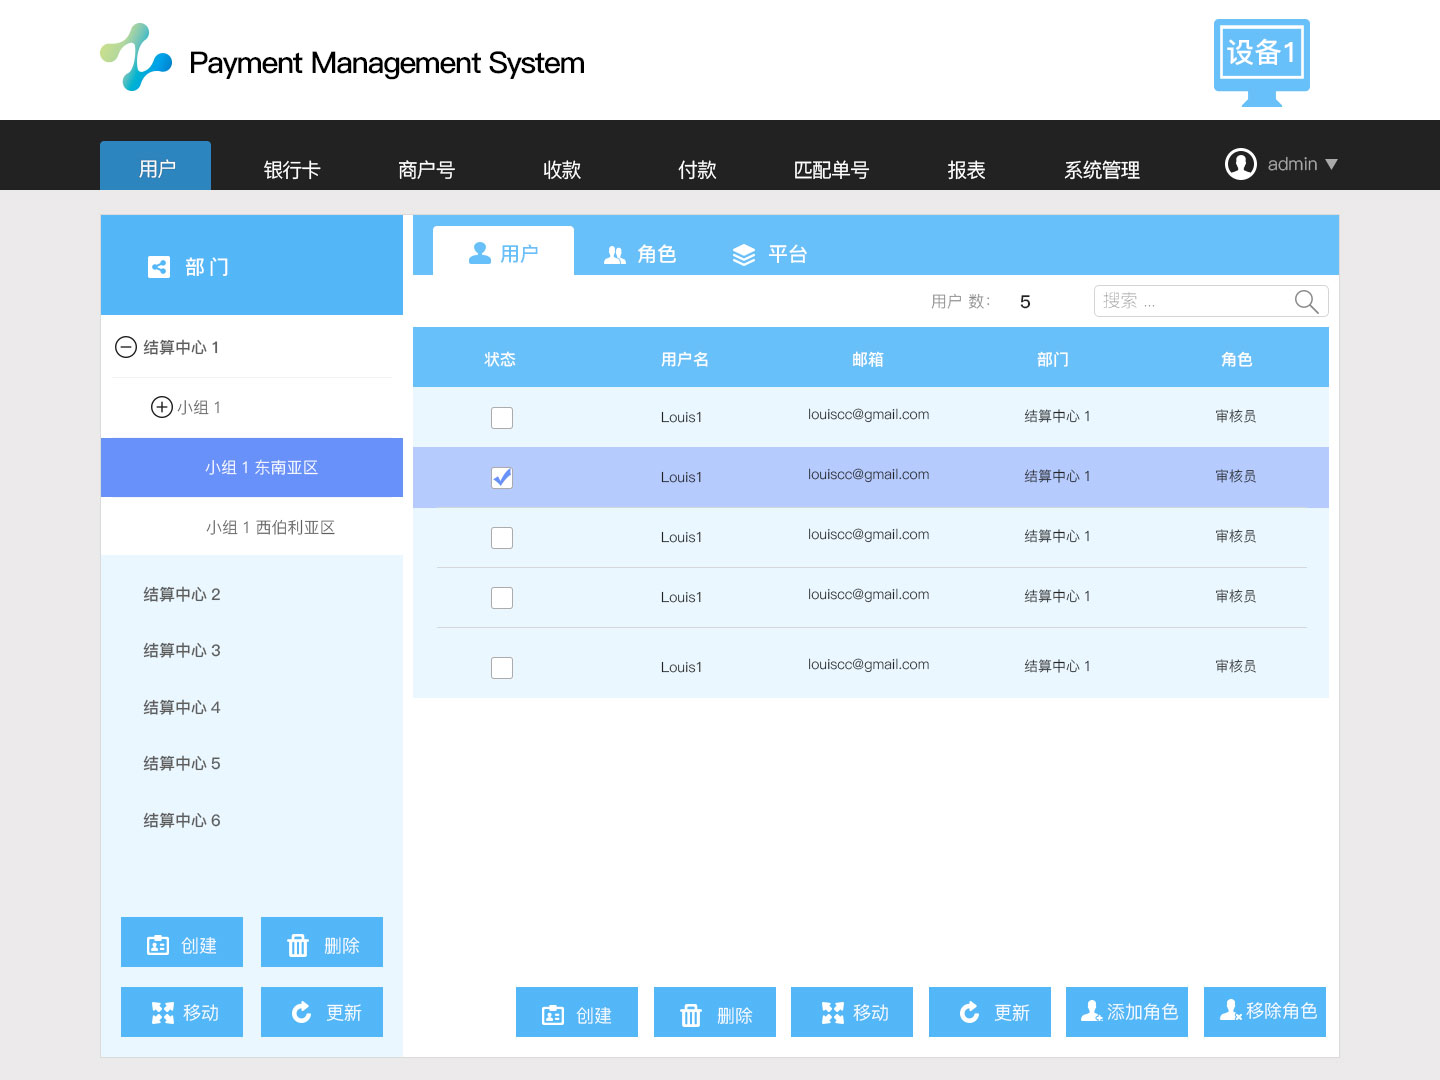 Payment Management System
设备1
用户 银行卡 商户号 收款 付款 匹配单号 报表 系统管理 admin
部门
结算中心 1
小组 1
小组 1 东南亚区
小组 1 西伯利亚区
结算中心 2
结算中心 3
结算中心 4
结算中心 5
结算中心 6
创建 删除
移动 更新
用户 角色 平台
用户 数： 5 搜索 ...
状态 用户名 邮箱 部门 角色
Louis1 louiscc@gmail.com 结算中心 1 审核员
Louis1 louiscc@gmail.com 结算中心 1 审核员
Louis1 louiscc@gmail.com 结算中心 1 审核员
Louis1 louiscc@gmail.com 结算中心 1 审核员
Louis1 louiscc@gmail.com 结算中心 1 审核员
创建 删除 移动 更新 添加角色 移除角色